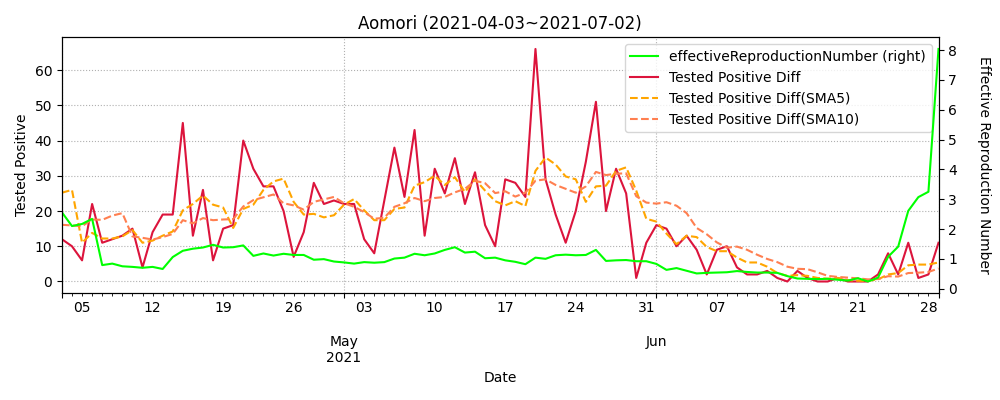 Aomori (2021-04-03~2021-07-02)
effectiveReproductionNumber (right)
Tested Positive Diff
Tested Positive Diff(SMA5)
Tested Positive Diff(SMA10)
Tested Positive
60
50
40
30
20
10
0
8
7
6
5
4
3
2
1
0
Effective Reproduction Number
05 12 19 26 03 10 17 24 31 07 14 21 28
May Jun
2021
Date